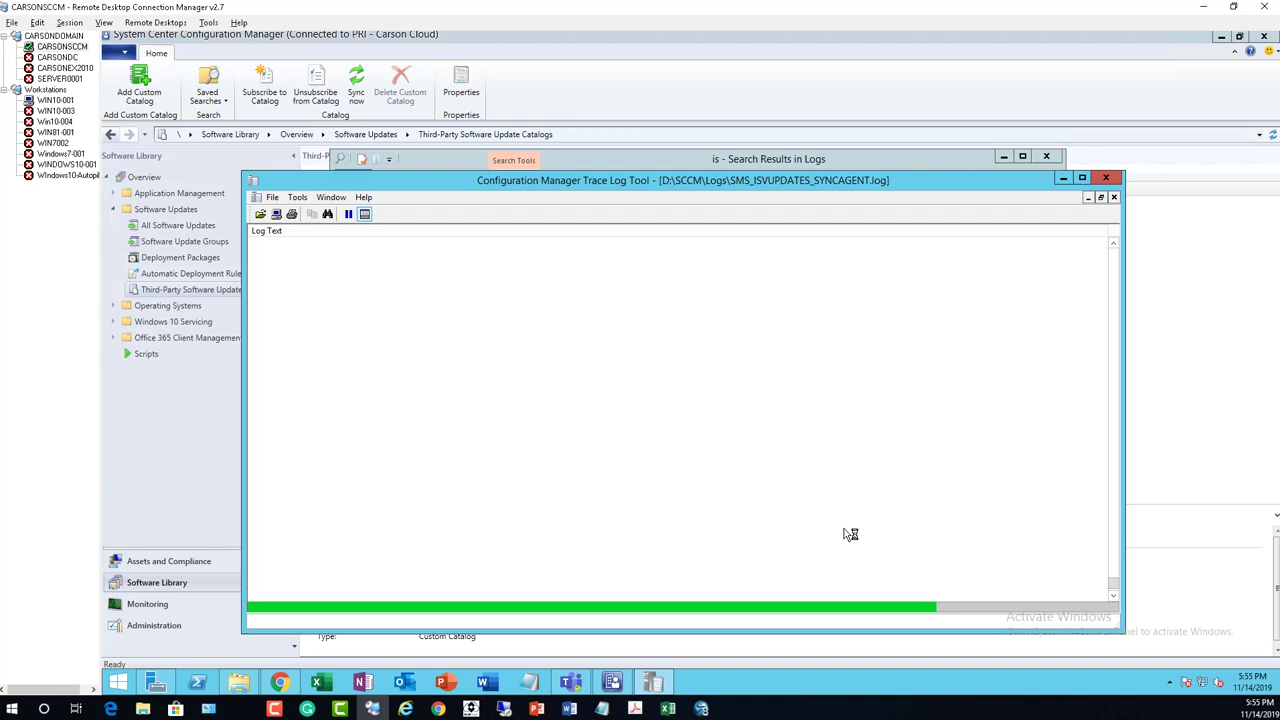 CARSONSCCM - Remote Desktop Connection Manager v2.7
File Edit Session View Remote Desktops Tools Help
CARSONDOMAIN
CARSONSCCM
CARSONDC
CARSONEX2010
SERVER0001
Workstations
WIN10-001
WIN10-003
Win10-004
WIN81-001
WIN7002
Windows7-001
WINDOWS10-001
WIndows10-Autopil
System Center Configuration Manager (Connected to PRI - Carson Cloud)
Home
Add Custom Catalog
Saved Searches
Subscribe to Catalog
Unsubscribe from Catalog
Sync now
Delete Custom Catalog
Properties
Add Custom Catalog
Search
Catalog
Properties
\ Software Library Overview Software Updates Third-Party Software Update Catalogs
Software Library
Third-P
Search Tools
is - Search Results in Logs
Overview
Application Management
Software Updates
All Software Updates
Software Update Groups
Deployment Packages
Automatic Deployment Rule
Third-Party Software Update
Operating Systems
Windows 10 Servicing
Office 365 Client Managemen
Scripts
Assets and Compliance
Software Library
Monitoring
Administration
Configuration Manager Trace Log Tool - [D:\SCCM\Logs\SMS_ISVUPDATES_SYNCAGENT.log]
File Tools Window Help
Log Text
Activate Windows
to activate Windows.
Type: Custom Catalog
Ready
5:55 PM
11/14/2019
5:55 PM
11/14/2019